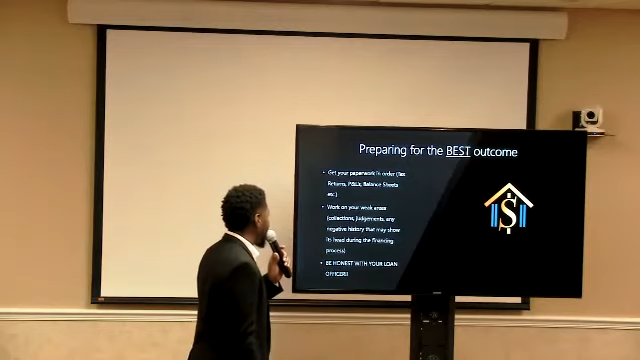 Preparing for the BEST outcome
• Get your paperwork in order (Tax
Returns, P&Ls, Balance Sheets
etc.)
• Work on your weak areas
(collections, judgements, any
negative history that may show
its head during the financing
process)
• BE HONEST WITH YOUR LOAN
OFFICER!!
$